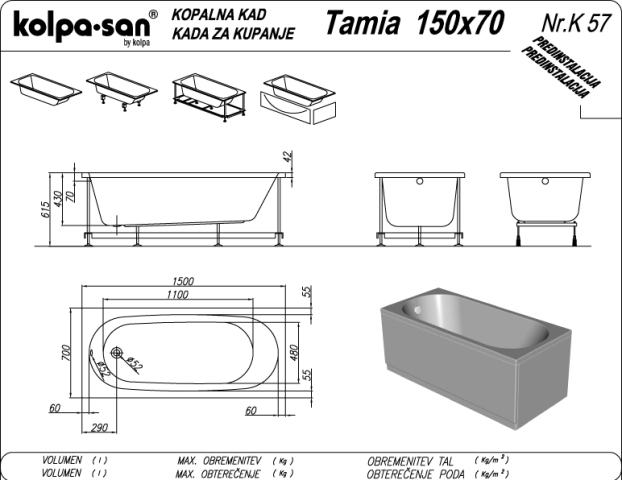 kolpa·san®
by kolpa
KOPALNA KAD
KADA ZA KUPANJE
Tamia 150x70
Nr.K 57
PREDINSTALACIJA
PREDINSTALACIJA
42
615
430
70
1500
1100
55
700
ø52
ø52
480
55
60
60
290
VOLUMEN ( l )
MAX. OBREMENITEV ( Kg )
OBREMENITEV TAL ( Kg/m² )
VOLUMEN ( l )
MAX. OBTEREČENJE ( Kg )
OBTEREČENJE PODA ( Kg/m² )